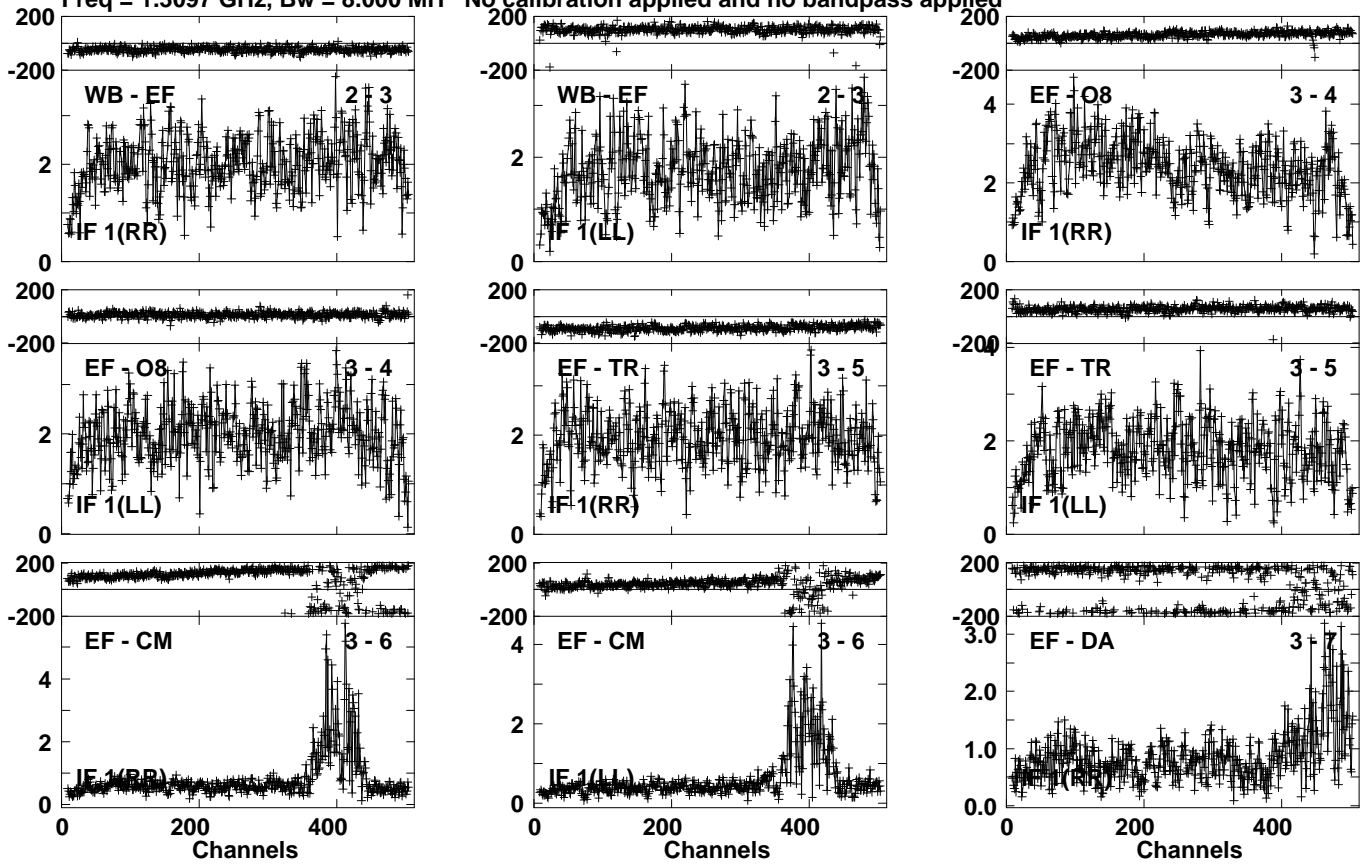 Freq = 1.3097 GHz, Bw = 8.000 MH No calibration applied and no bandpass applied
200
-200
WB - EF 2 - 3
2
0
IF 1(RR)
200
-200
WB - EF 2 - 3
2
0
IF 1(LL)
200
-200
EF - O8 3 - 4
4
2
0
IF 1(RR)
200
-200
EF - O8 3 - 4
2
0
IF 1(LL)
200
-200
EF - TR 3 - 5
2
0
IF 1(RR)
200
-200
4
EF - TR 3 - 5
2
0
IF 1(LL)
200
-200
EF - CM 3 - 6
4
2
0
IF 1(RR)
0 200 400
Channels
200
-200
EF - CM 3 - 6
4
2
0
IF 1(LL)
0 200 400
Channels
200
-200
3.0
EF - DA 3 - 7
2.0
1.0
0.0
IF 1(RR)
0 200 400
Channels